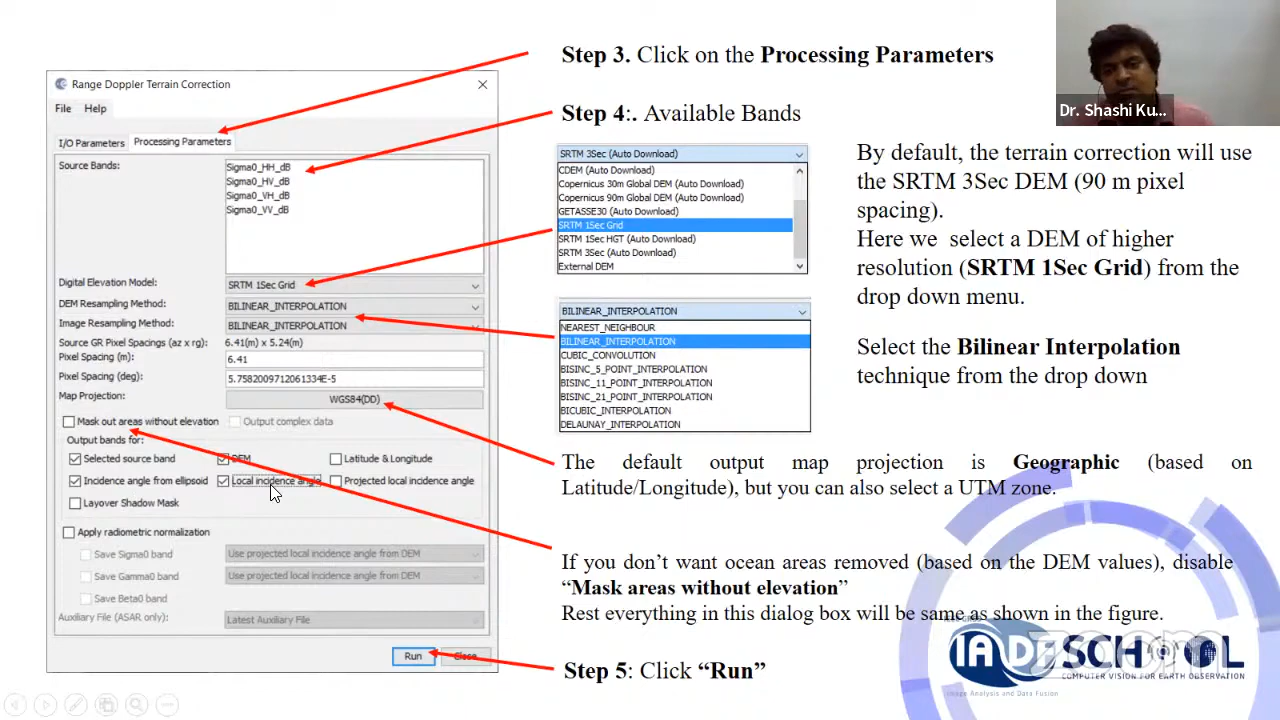 Step 3. Click on the Processing Parameters
Dr. Shashi Ku...
Range Doppler Terrain Correction
File Help
Step 4:. Available Bands
I/O Parameters Processing Parameters
Source Bands:
Sigma0_HH_dB
Sigma0_HV_dB
Sigma0_VH_dB
Sigma0_VV_dB
Digital Elevation Model: SRTM 1Sec Grid
DEM Resampling Method: BILINEAR_INTERPOLATION
Image Resampling Method: BILINEAR_INTERPOLATION
Source GR Pixel Spacings (az x rg): 6.41(m) x 5.24(m)
Pixel Spacing (m): 6.41
Pixel Spacing (deg): 5.7582009712061334E-5
Map Projection: WGS84(DD)
Mask out areas without elevation Output complex data
Output bands for:
Selected source band DEM Latitude & Longitude
Incidence angle from ellipsoid Local incidence angle Projected local incidence angle
Layover Shadow Mask
Apply radiometric normalization
Save Sigma0 band Use projected local incidence angle from DEM
Save Gamma0 band Use projected local incidence angle from DEM
Save Beta0 band
Auxiliary File (ASAR only): Latest Auxiliary File
Run Close
SRTM 3Sec (Auto Download)
CDEM (Auto Download)
Copernicus 30m Global DEM (Auto Download)
Copernicus 90m Global DEM (Auto Download)
GETASSE30 (Auto Download)
SRTM 1Sec Grid
SRTM 1Sec HGT (Auto Download)
SRTM 3Sec (Auto Download)
External DEM
By default, the terrain correction will use
the SRTM 3Sec DEM (90 m pixel
spacing).
Here we select a DEM of higher
resolution (SRTM 1Sec Grid) from the
drop down menu.
BILINEAR_INTERPOLATION
NEAREST_NEIGHBOUR
BILINEAR_INTERPOLATION
CUBIC_CONVOLUTION
BISINC_5_POINT_INTERPOLATION
BISINC_11_POINT_INTERPOLATION
BISINC_21_POINT_INTERPOLATION
BICUBIC_INTERPOLATION
DELAUNAY_INTERPOLATION
Select the Bilinear Interpolation
technique from the drop down
The default output map projection is Geographic (based on
Latitude/Longitude), but you can also select a UTM zone.
If you don’t want ocean areas removed (based on the DEM values), disable
“Mask areas without elevation”
Rest everything in this dialog box will be same as shown in the figure.
Step 5: Click “Run”
IADF SCHOOL
zoom
COMPUTER VISION FOR EARTH OBSERVATION
Image Analysis and Data Fusion